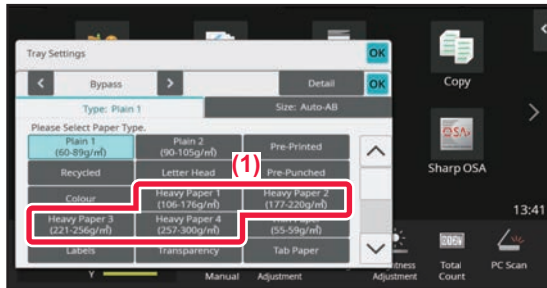 Tray Settings
OK
Bypass
Detail
OK
Type: Plain 1
Size: Auto-AB
Please Select Paper Type.
Plain 1
(60-89g/㎡)
Plain 2
(90-105g/㎡)
Pre-Printed
Recycled
Letter Head
Pre-Punched
(1)
Colour
Heavy Paper 1
(106-176g/㎡)
Heavy Paper 2
(177-220g/㎡)
Heavy Paper 3
(221-256g/㎡)
Heavy Paper 4
(257-300g/㎡)
(55-59g/㎡)
Labels
Transparency
Tab Paper
Copy
OSA
Sharp OSA
13:41
Y
Manual
Adjustment
Adjustment
Total
Count
PC Scan